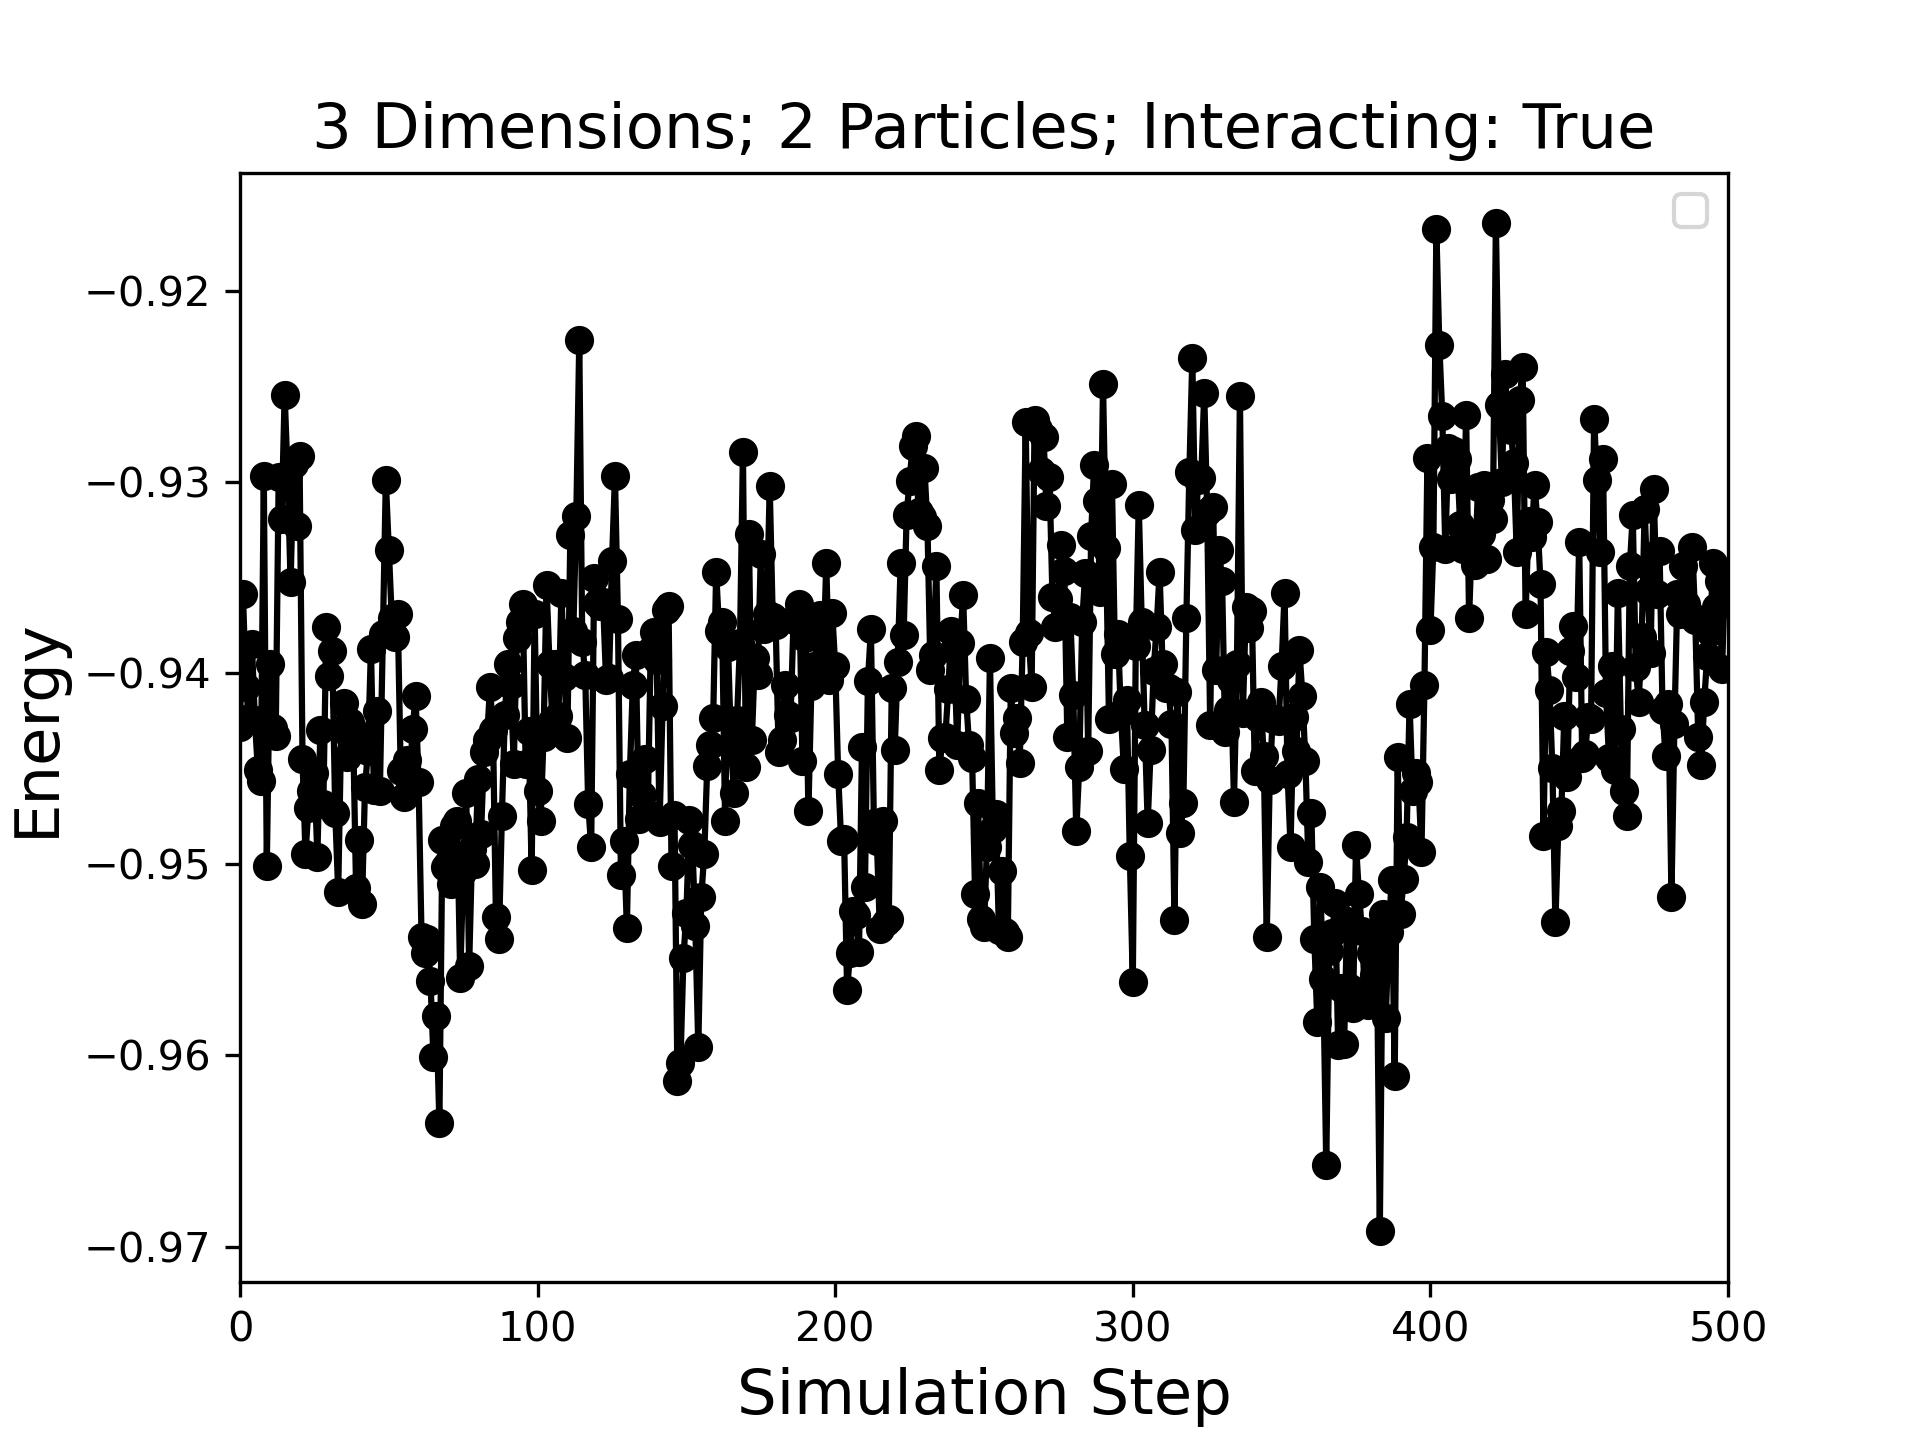 3 Dimensions; 2 Particles; Interacting: True
Energy
−0.92
−0.93
−0.94
−0.95
−0.96
−0.97
0 100 200 300 400 500
Simulation Step